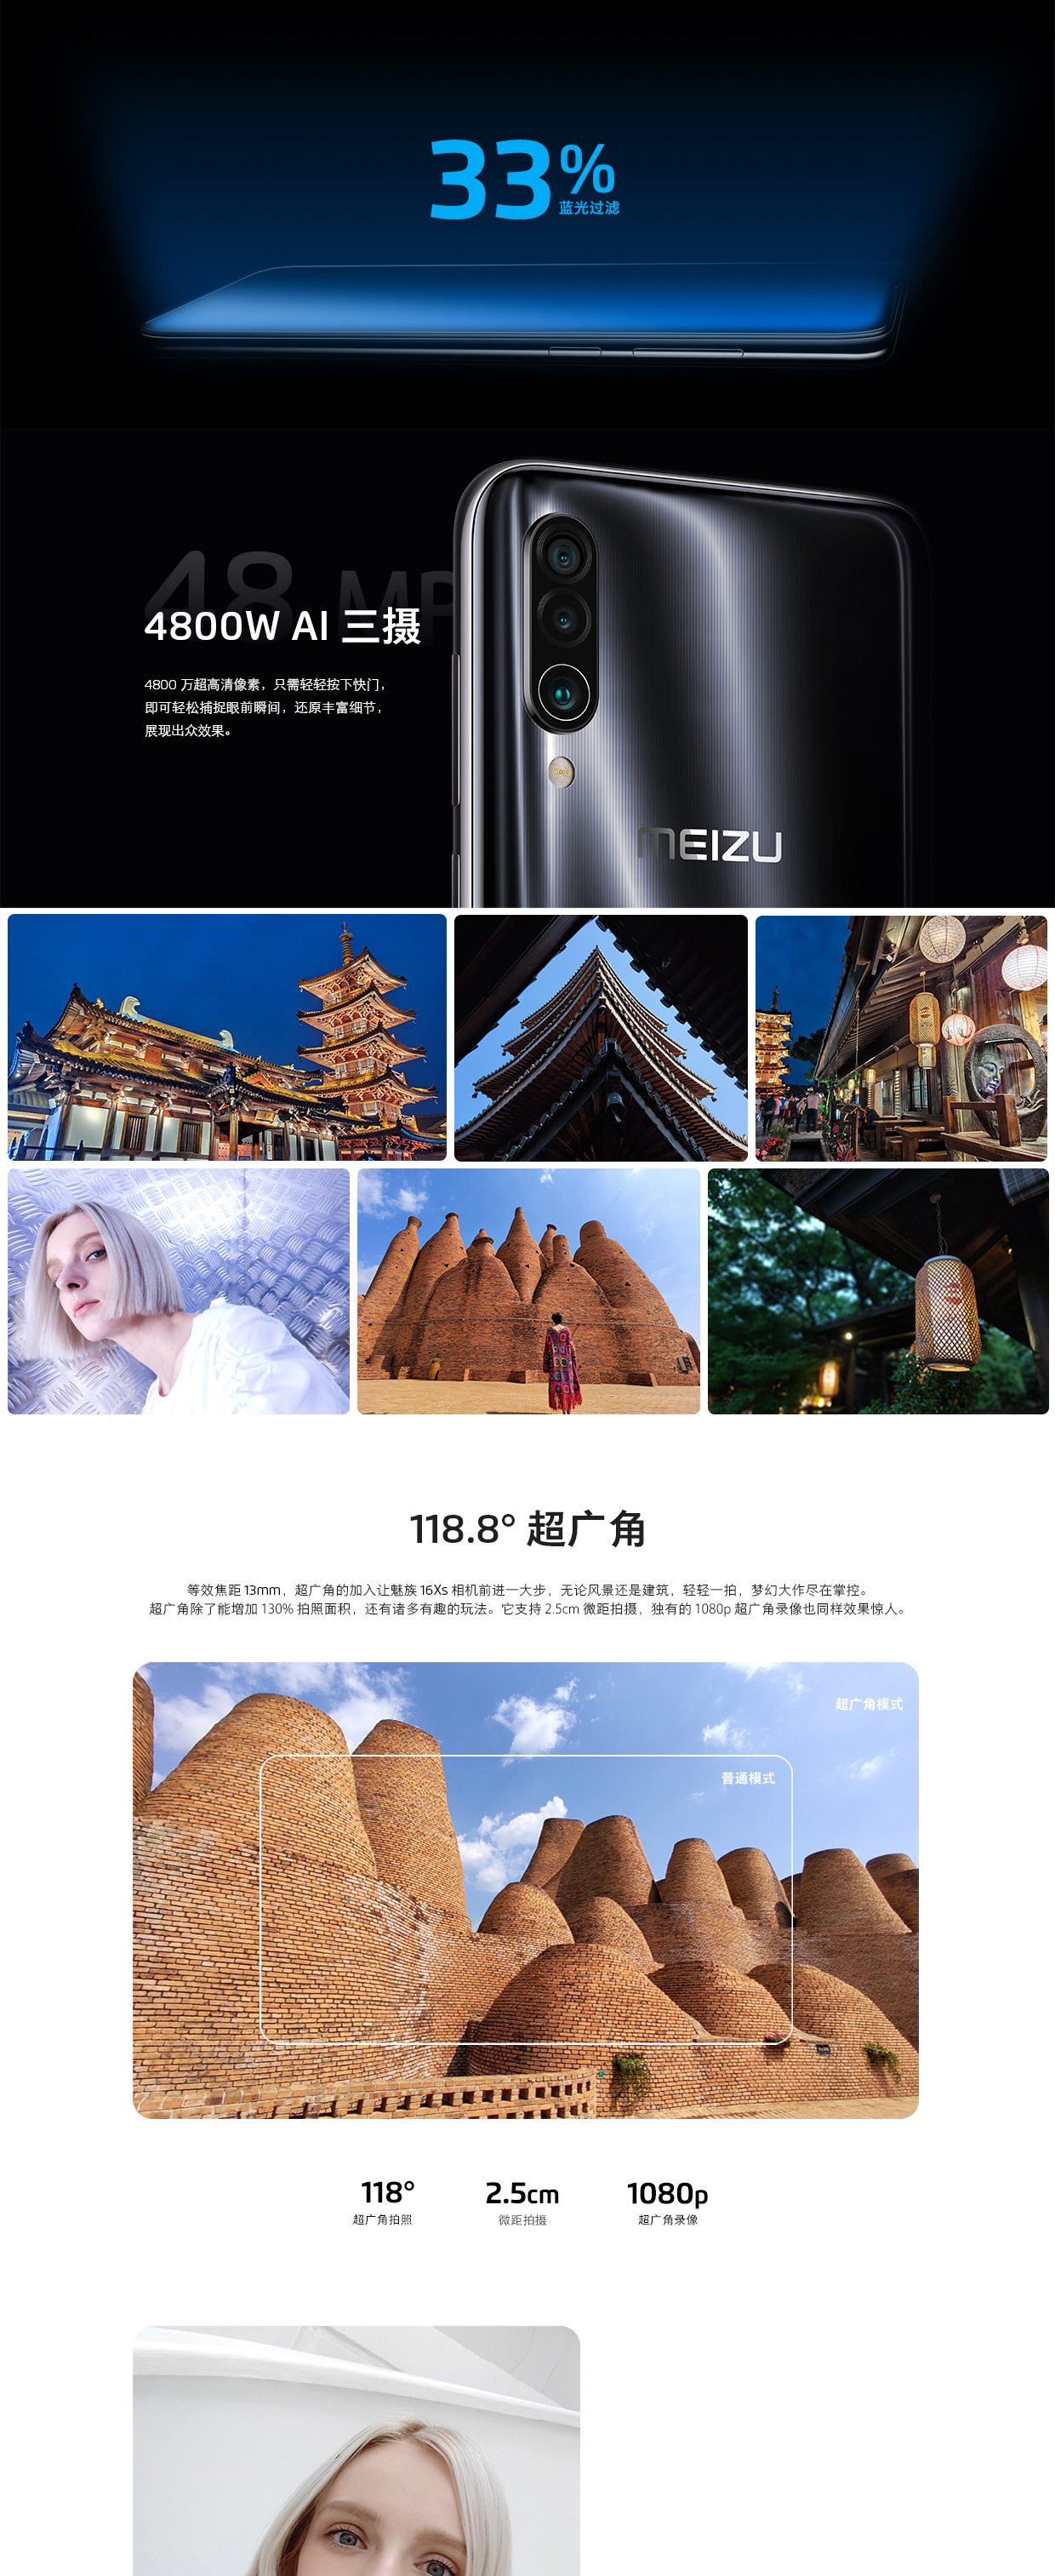 33%
蓝光过滤
48 MP
4800W AI 三摄
4800 万超高清像素，只需轻轻按下快门，
即可轻松捕捉眼前瞬间，还原丰富细节，
展现出众效果。
MEIZU
118.8° 超广角
等效焦距 13mm，超广角的加入让魅族 16Xs 相机前进一大步，无论风景还是建筑，轻轻一拍，梦幻大作尽在掌控。
超广角除了能增加 130% 拍照面积，还有诸多有趣的玩法。它支持 2.5cm 微距拍摄，独有的 1080p 超广角录像也同样效果惊人。
超广角模式
普通模式
118° 2.5cm 1080p
超广角拍照 微距拍摄 超广角录像